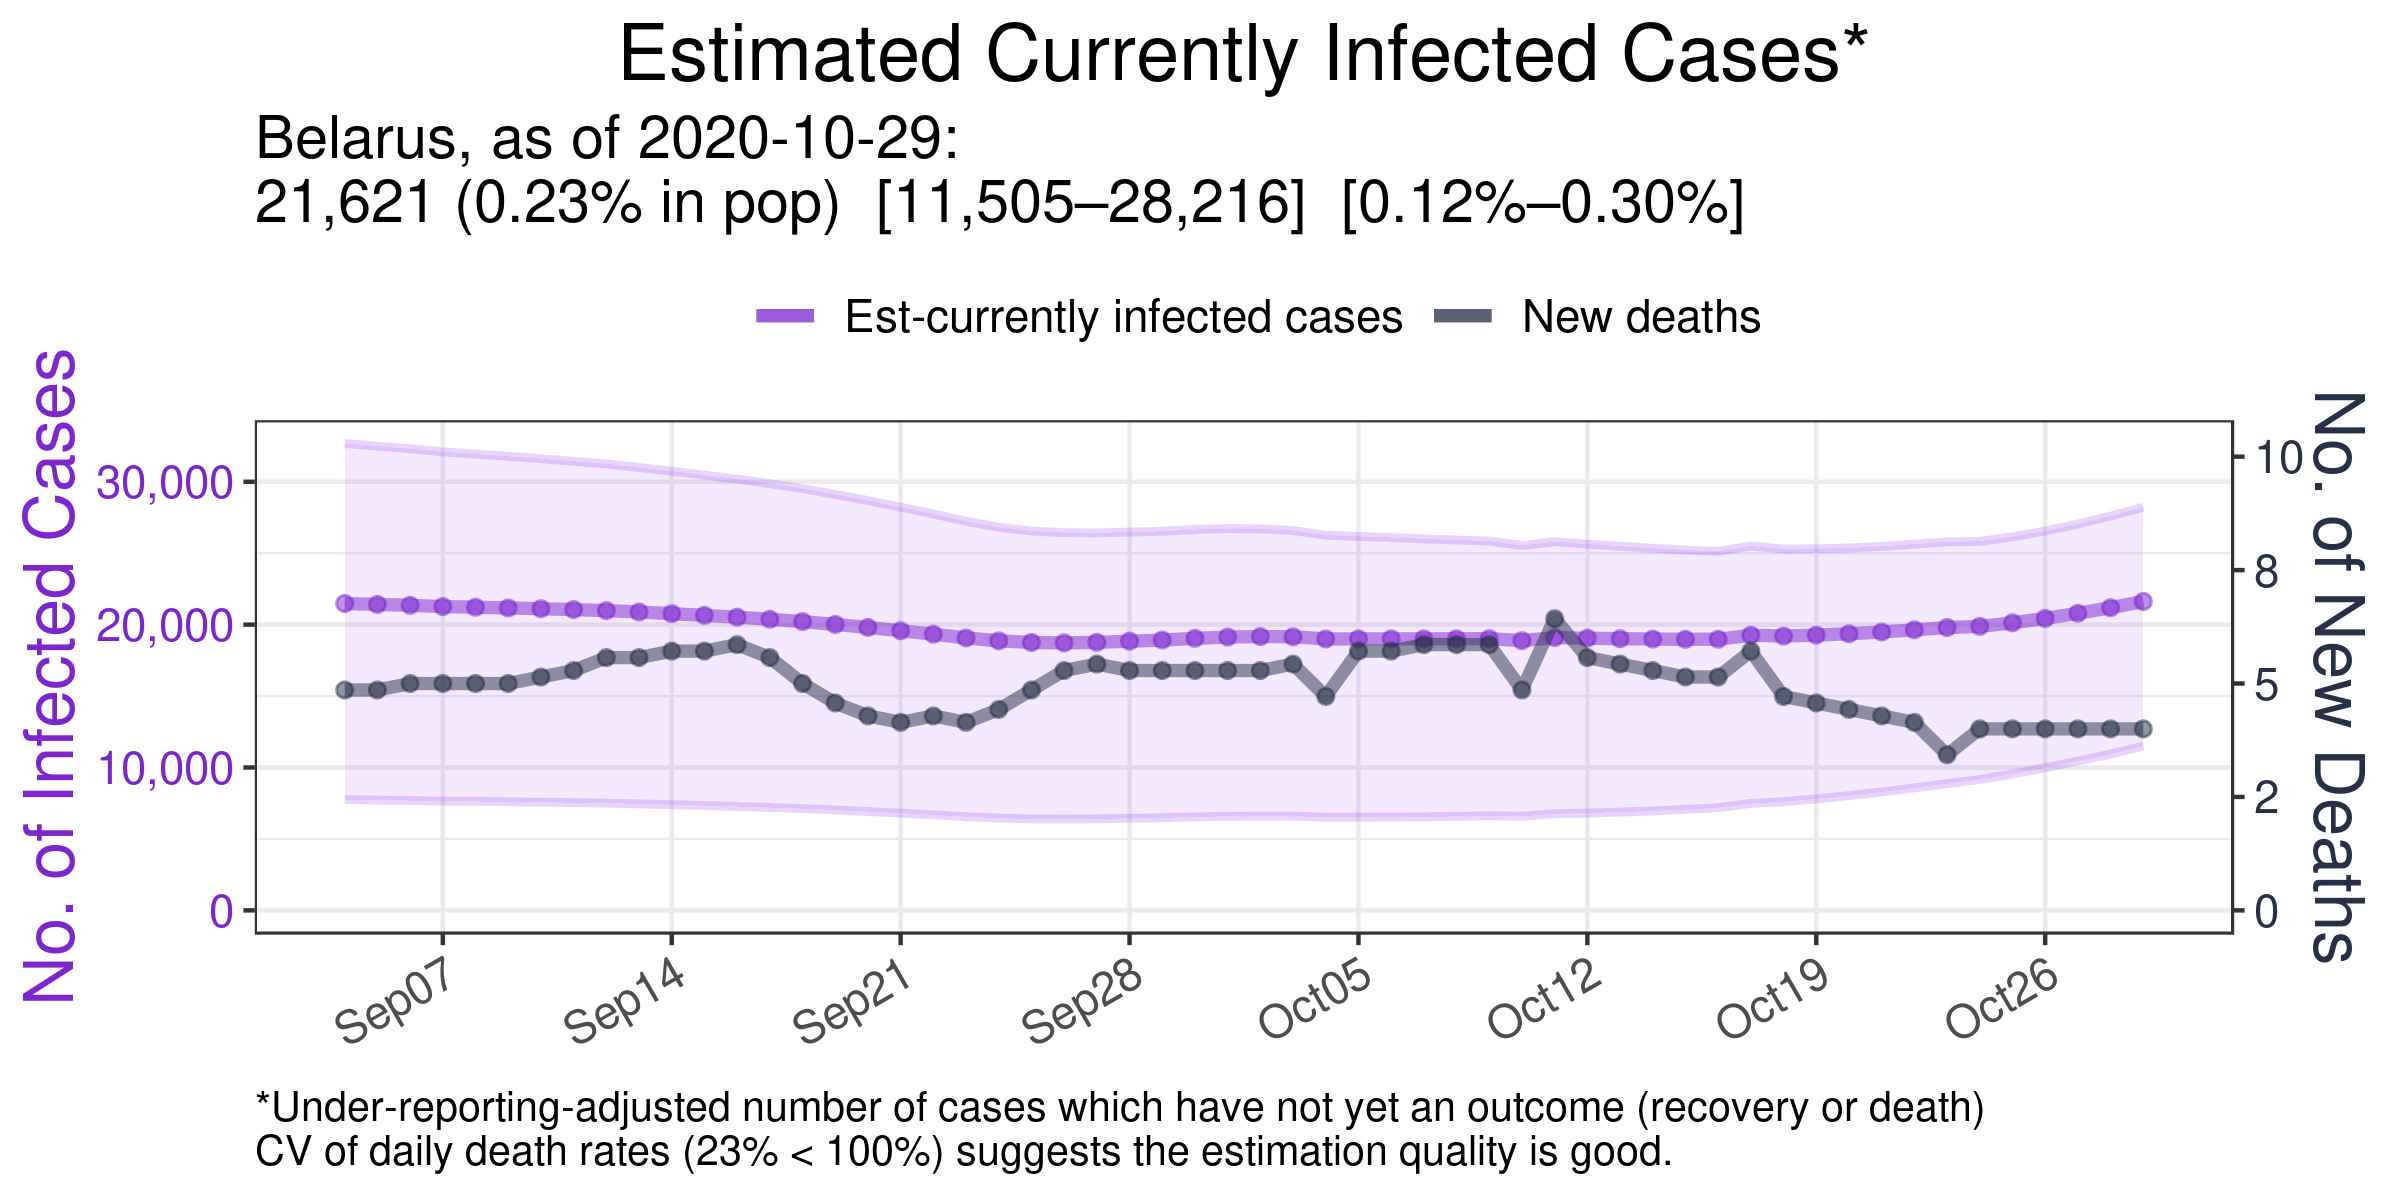 Estimated Currently Infected Cases*
Belarus, as of 2020-10-29:
21,621 (0.23% in pop)  [11,505–28,216]  [0.12%–0.30%]
Est-currently infected cases
New deaths
No. of Infected Cases
30,000
20,000
10,000
0
10
8
5
2
0
No. of New Deaths
Sep07
Sep14
Sep21
Sep28
Oct05
Oct12
Oct19
Oct26
*Under-reporting-adjusted number of cases which have not yet an outcome (recovery or death)
CV of daily death rates (23% < 100%) suggests the estimation quality is good.